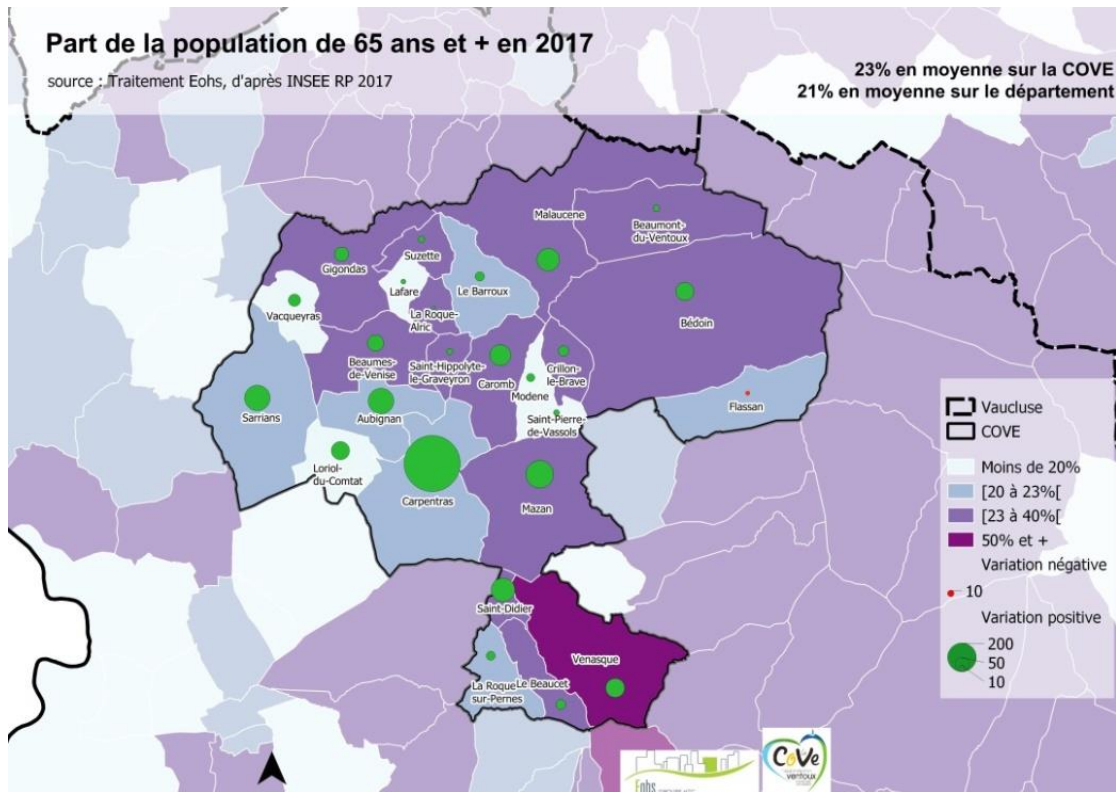 Part de la population de 65 ans et + en 2017
source : Traitement Eohs, d'après INSEE RP 2017
23% en moyenne sur la COVE
21% en moyenne sur le département
Malaucene
Beaumont-
du-Ventoux
Suzette
Gigondas
Lafare
Le Barroux
Vacqueyras
La Roque-
Alric
Bédoin
Beaumes-
de-Venise
Saint-Hippolyte-
le-Graveyron
Caromb
Crillon-
le-Brave
Modene
Flassan
Sarrians
Aubignan
Saint-Pierre-
de-Vassols
Loriol-
du-Comtat
Carpentras
Mazan
Saint-Didier
Venasque
La Roque
sur-Pernes
Le Beaucet
Vaucluse
COVE
Moins de 20%
[20 à 23%[
[23 à 40%[
50% et +
Variation négative
10
Variation positive
200
50
10
Eohs
CoVe
ventoux